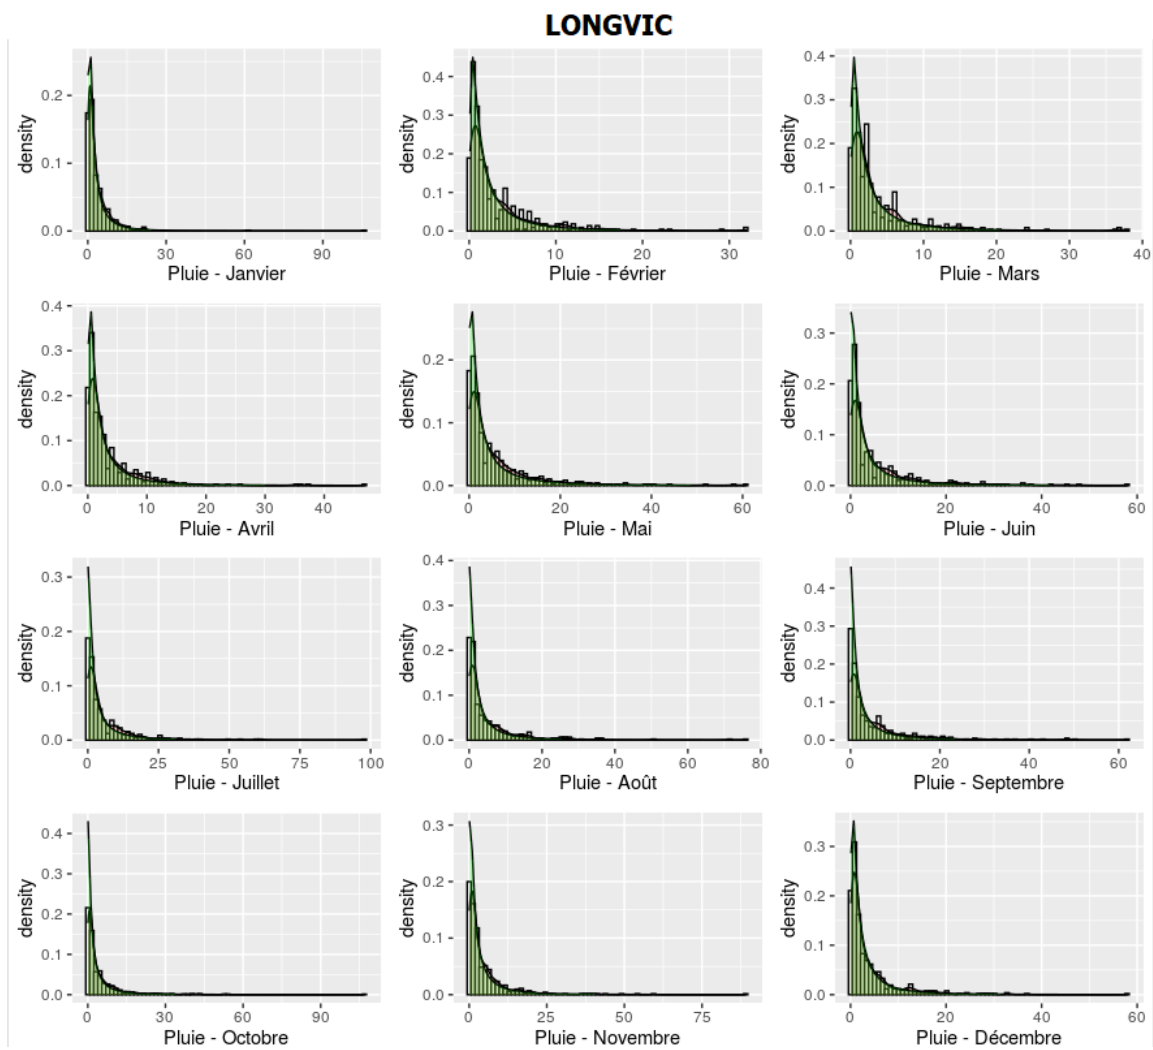 LONGVIC
density
0.2
0.1
0.0
0 30 60 90
Pluie - Janvier
density
0.4
0.3
0.2
0.1
0.0
0 10 20 30
Pluie - Février
density
0.4
0.3
0.2
0.1
0.0
0 10 20 30 40
Pluie - Mars
density
0.4
0.3
0.2
0.1
0.0
0 10 20 30 40
Pluie - Avril
density
0.2
0.1
0.0
0 20 40 60
Pluie - Mai
density
0.3
0.2
0.1
0.0
0 20 40 60
Pluie - Juin
density
0.3
0.2
0.1
0.0
0 25 50 75 100
Pluie - Juillet
density
0.4
0.3
0.2
0.1
0.0
0 20 40 60 80
Pluie - Août
density
0.4
0.3
0.2
0.1
0.0
0 20 40 60
Pluie - Septembre
density
0.4
0.3
0.2
0.1
0.0
0 30 60 90
Pluie - Octobre
density
0.3
0.2
0.1
0.0
0 25 50 75
Pluie - Novembre
density
0.3
0.2
0.1
0.0
0 20 40 60
Pluie - Décembre